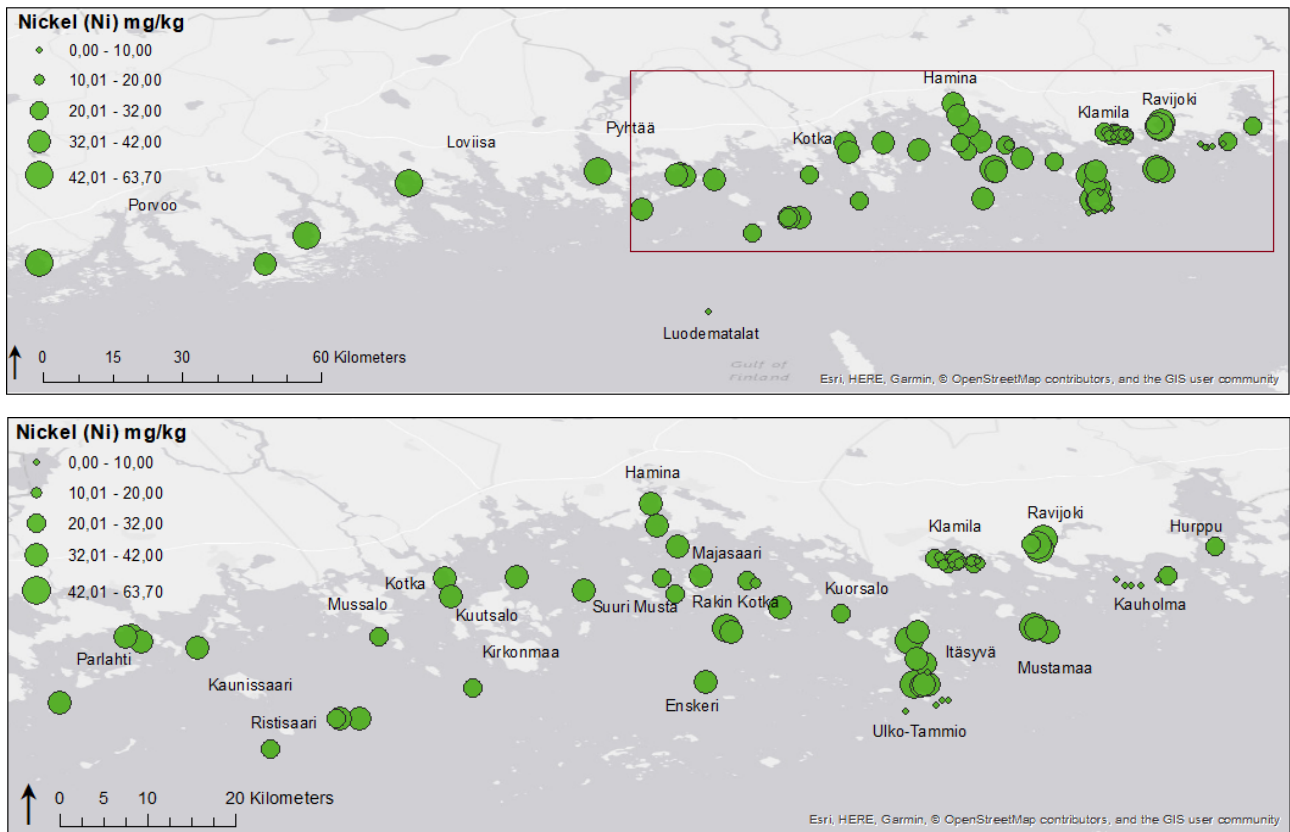 Nickel (Ni) mg/kg
0,00 - 10,00
10,01 - 20,00
20,01 - 32,00
32,01 - 42,00
42,01 - 63,70
Hamina
Klamila
Ravijoki
Pyhtää
Kotka
Loviisa
Porvoo
Luodematalat
Gulf of
Finland
0 15 30 60 Kilometers
Esri, HERE, Garmin, © OpenStreetMap contributors, and the GIS user community
Nickel (Ni) mg/kg
0,00 - 10,00
10,01 - 20,00
20,01 - 32,00
32,01 - 42,00
42,01 - 63,70
Hamina
Klamila
Ravijoki
Hurppu
Majasaari
Kotka
Mussalo
Kuutsalo
Suuri Musta
Rakin Kotka
Kuorsalo
Kauholma
Parlahti
Kirkonmaa
Itäsyvä
Mustamaa
Kaunissaari
Enskeri
Ristisaari
Ulko-Tammio
0 5 10 20 Kilometers
Esri, HERE, Garmin, © OpenStreetMap contributors, and the GIS user community